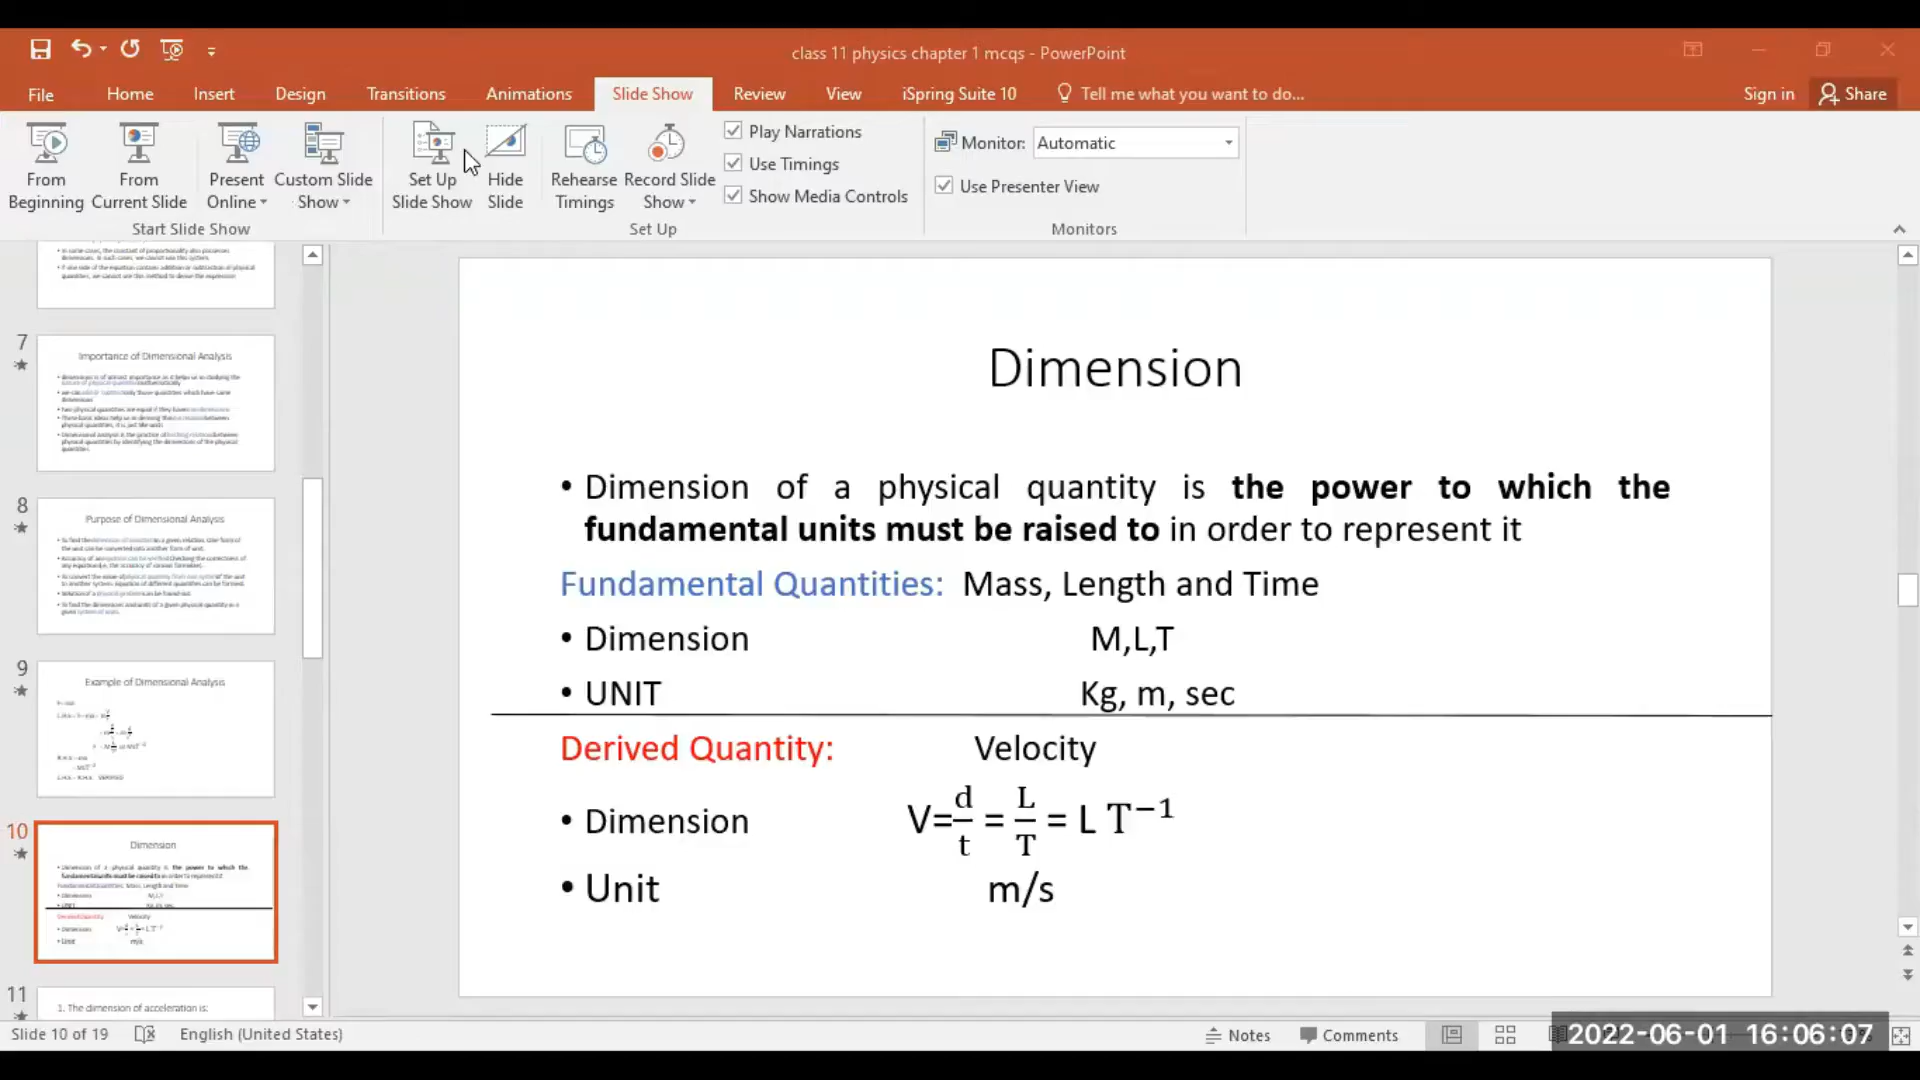 class 11 physics chapter 1 mcqs - PowerPoint
File Home Insert Design Transitions Animations Slide Show Review View iSpring Suite 10 Tell me what you want to do... Sign in Share
From Beginning
From Current Slide
Present Online
Custom Slide Show
Start Slide Show
Set Up Slide Show
Hide Slide
Rehearse Timings
Record Slide Show
Play Narrations
Use Timings
Show Media Controls
Set Up
Monitor: Automatic
Use Presenter View
Monitors
7
Importance of Dimensional Analysis
8
Purpose of Dimensional Analysis
9
Example of Dimensional Analysis
10
Dimension
11
1. The dimension of acceleration is:
Dimension
• Dimension of a physical quantity is the power to which the
fundamental units must be raised to in order to represent it
Fundamental Quantities: Mass, Length and Time
• Dimension M,L,T
• UNIT Kg, m, sec
Derived Quantity: Velocity
• Dimension V=d/t = L/T = L T⁻¹
• Unit m/s
Slide 10 of 19 English (United States) Notes Comments
2022-06-01 16:06:07